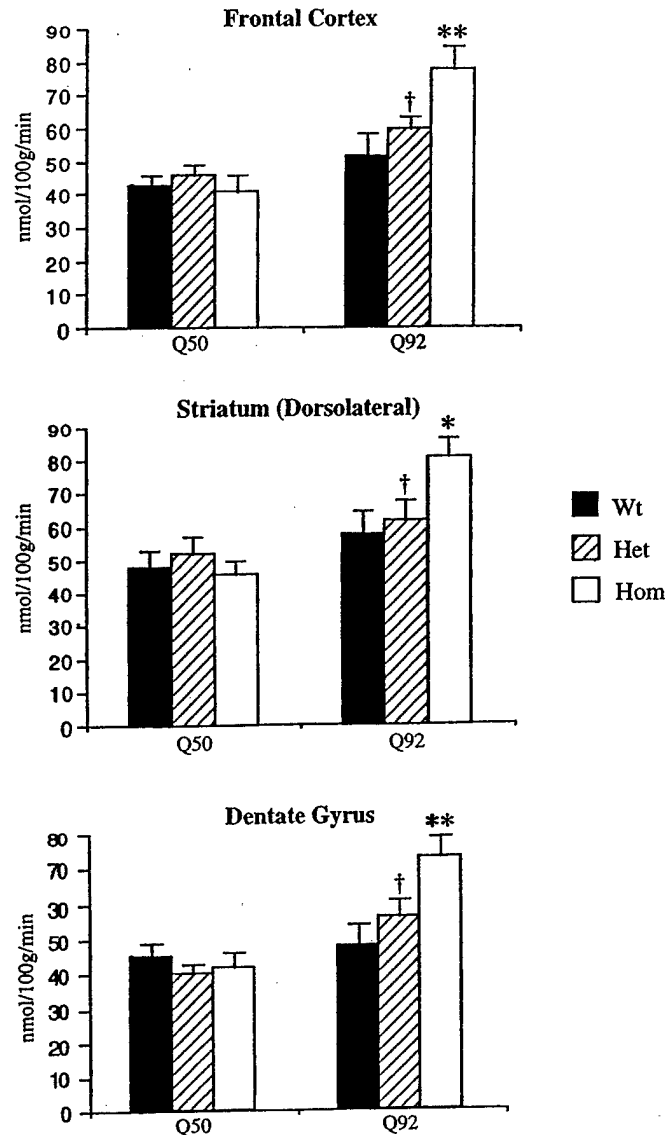 Frontal Cortex
90
80
70
60
50
40
30
20
10
0
nmol/100g/min
†
**
Q50
Q92
Striatum (Dorsolateral)
90
80
70
60
50
40
30
20
10
0
nmol/100g/min
†
*
Q50
Q92
Wt
Het
Hom
Dentate Gyrus
80
70
30
50
40
30
20
10
0
nmol/100g/min
†
**
Q50
Q92